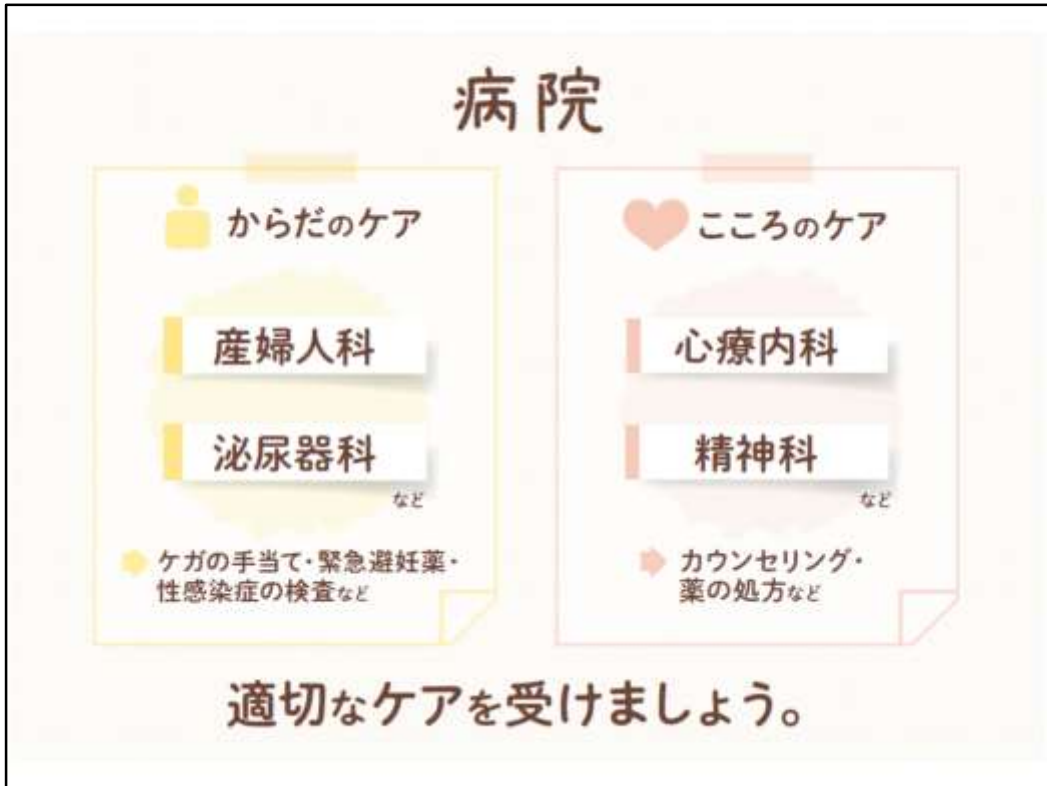 病院
からだのケア
産婦人科
泌尿器科
など
ケガの手当て・緊急避妊薬・
性感染症の検査など
こころのケア
心療内科
精神科
など
カウンセリング・
薬の処方など
適切なケアを受けましょう。